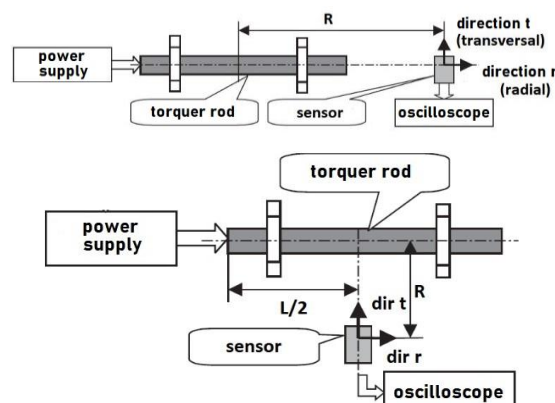 R
direction t
(transversal)
power
supply
direction r
(radial)
torquer rod
sensor
oscilloscope
torquer rod
power
supply
R
L/2
dir t
sensor
dir r
oscilloscope